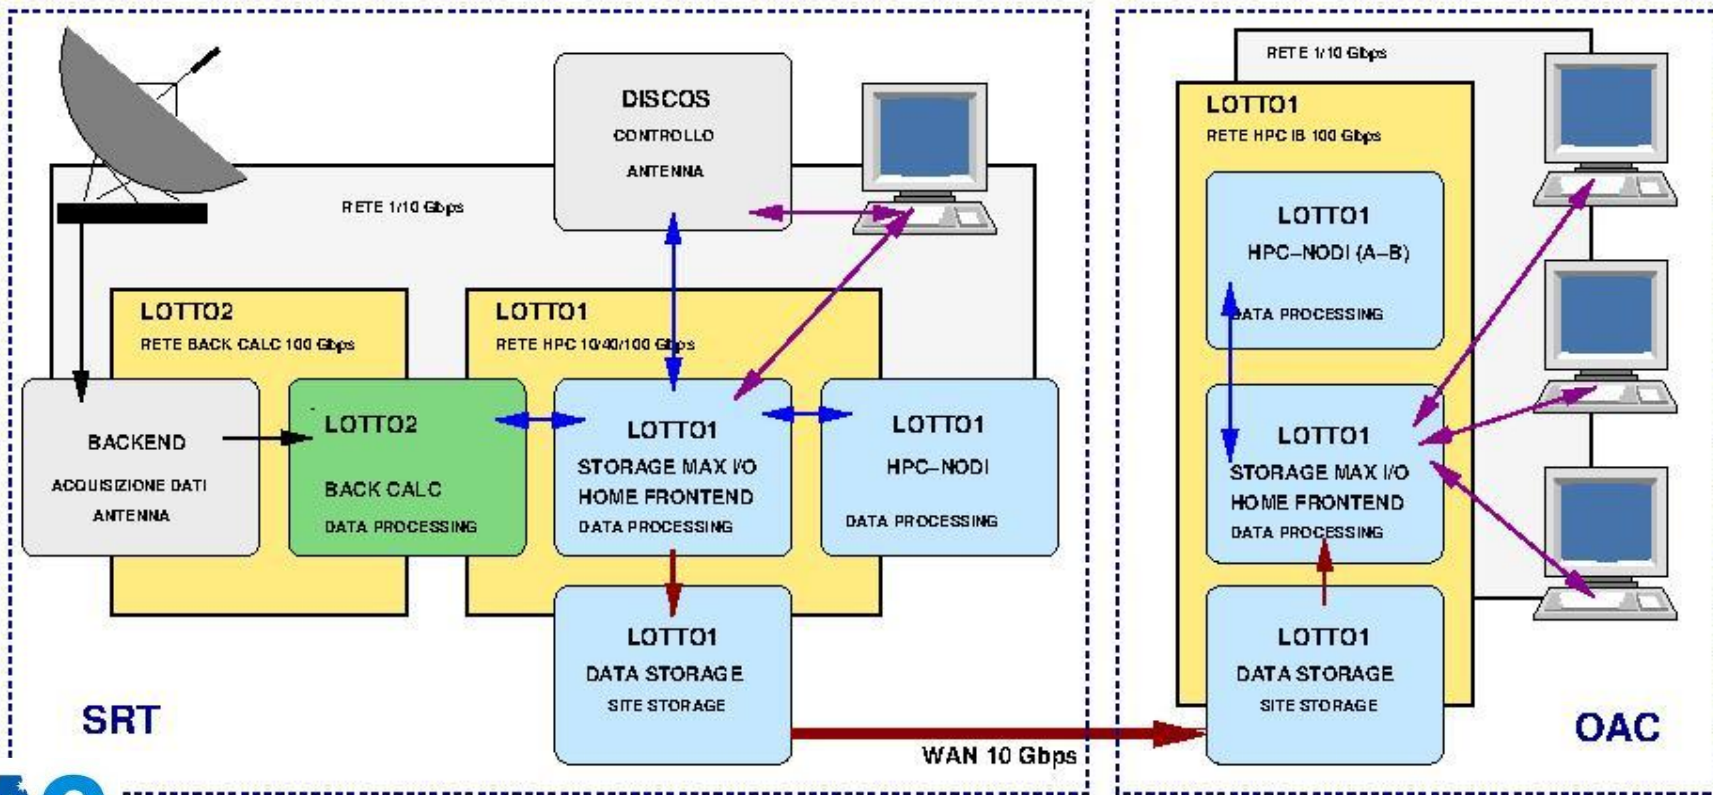 DISCOS
CONTROLLO
ANTENNA
RETE 1/10 Gbps
LOTTO2
RETE BACK CALC 100 Gbps
LOTTO1
RETE HPC 10/40/100 Gbps
BACKEND
ACQUISIZIONE DATI
ANTENNA
LOTTO2
BACK CALC
DATA PROCESSING
LOTTO1
STORAGE MAX I/O
HOME FRONTEND
DATA PROCESSING
LOTTO1
HPC–NODI
DATA PROCESSING
LOTTO1
DATA STORAGE
SITE STORAGE
SRT
WAN 10 Gbps
RETE 1/10 Gbps
LOTTO1
RETE HPC IB 100 Gbps
LOTTO1
HPC–NODI (A–B)
DATA PROCESSING
LOTTO1
STORAGE MAX I/O
HOME FRONTEND
DATA PROCESSING
LOTTO1
DATA STORAGE
SITE STORAGE
OAC